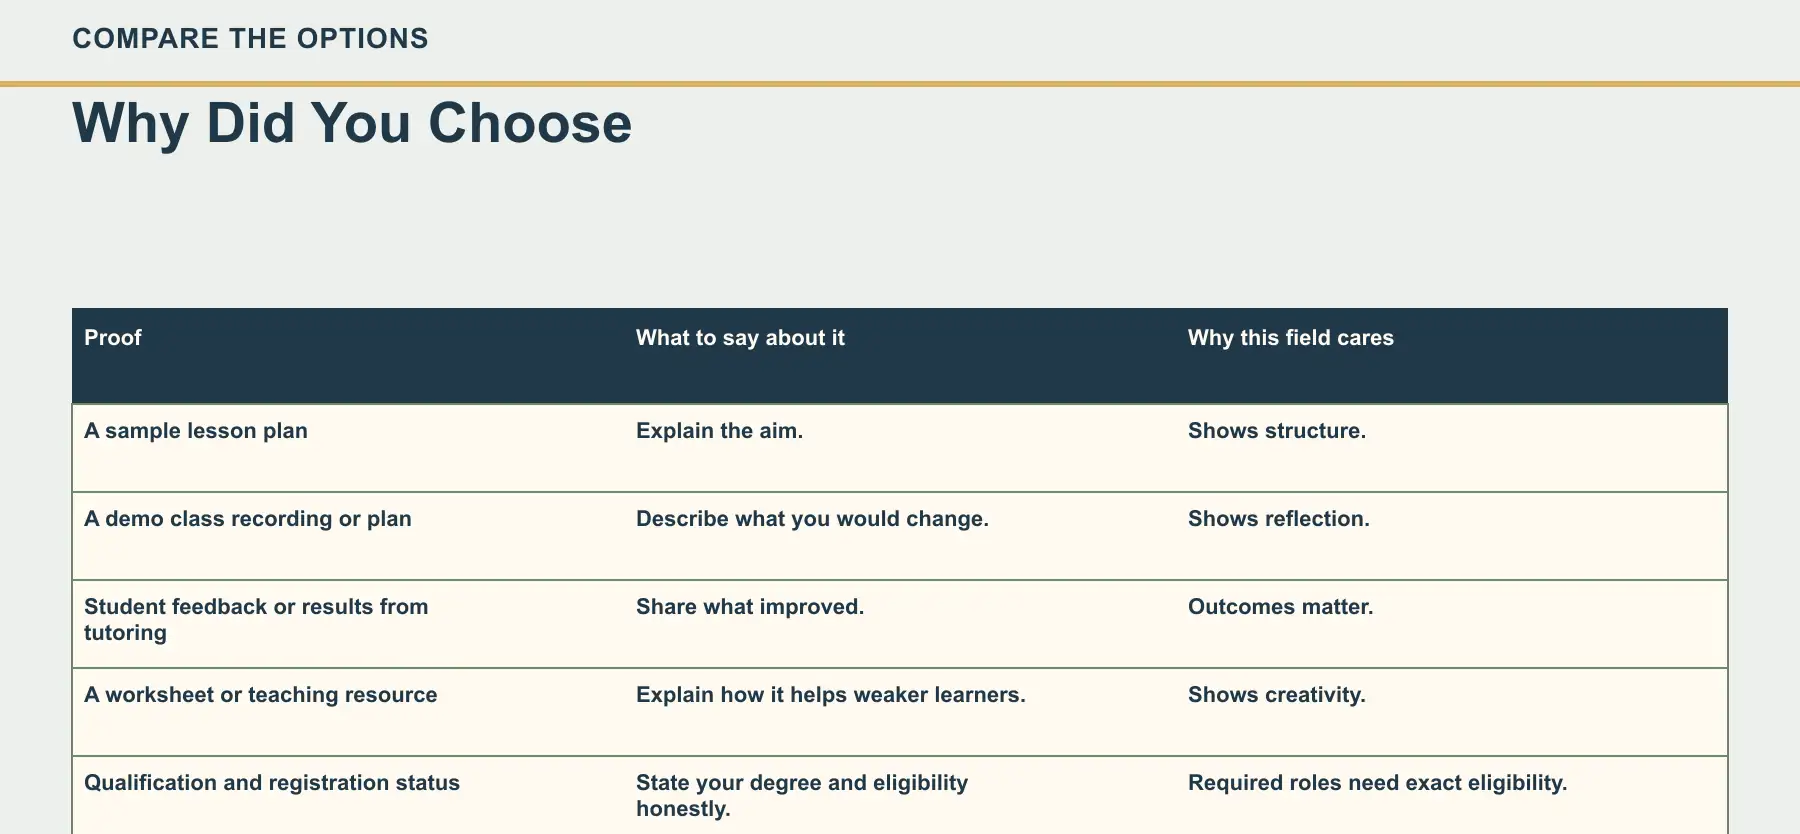 COMPARE THE OPTIONS
Why Did You Choose
Proof What to say about it Why this field cares
A sample lesson plan Explain the aim. Shows structure.
A demo class recording or plan Describe what you would change. Shows reflection.
Student feedback or results from Share what improved. Outcomes matter.
tutoring
A worksheet or teaching resource Explain how it helps weaker learners. Shows creativity.
Qualification and registration status State your degree and eligibility Required roles need exact eligibility.
honestly.